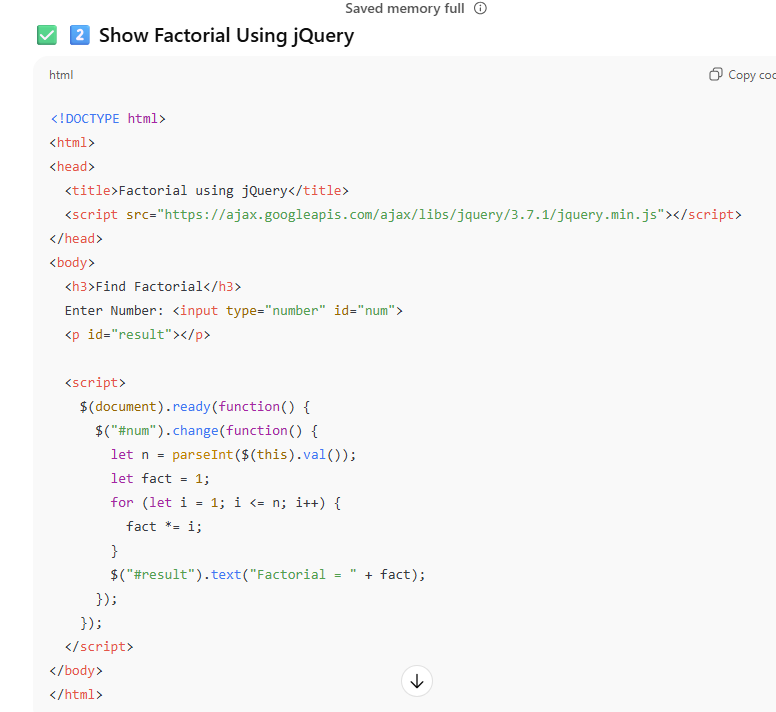 Saved memory full
✅ 2️⃣ Show Factorial Using jQuery
html
Copy coc
<!DOCTYPE html>
<html>
<head>
  <title>Factorial using jQuery</title>
  <script src="https://ajax.googleapis.com/ajax/libs/jquery/3.7.1/jquery.min.js"></script>
</head>
<body>
  <h3>Find Factorial</h3>
  Enter Number: <input type="number" id="num">
  <p id="result"></p>

  <script>
    $(document).ready(function() {
      $("#num").change(function() {
        let n = parseInt($(this).val());
        let fact = 1;
        for (let i = 1; i <= n; i++) {
          fact *= i;
        }
        $("#result").text("Factorial = " + fact);
      });
    });
  </script>
</body>
</html>